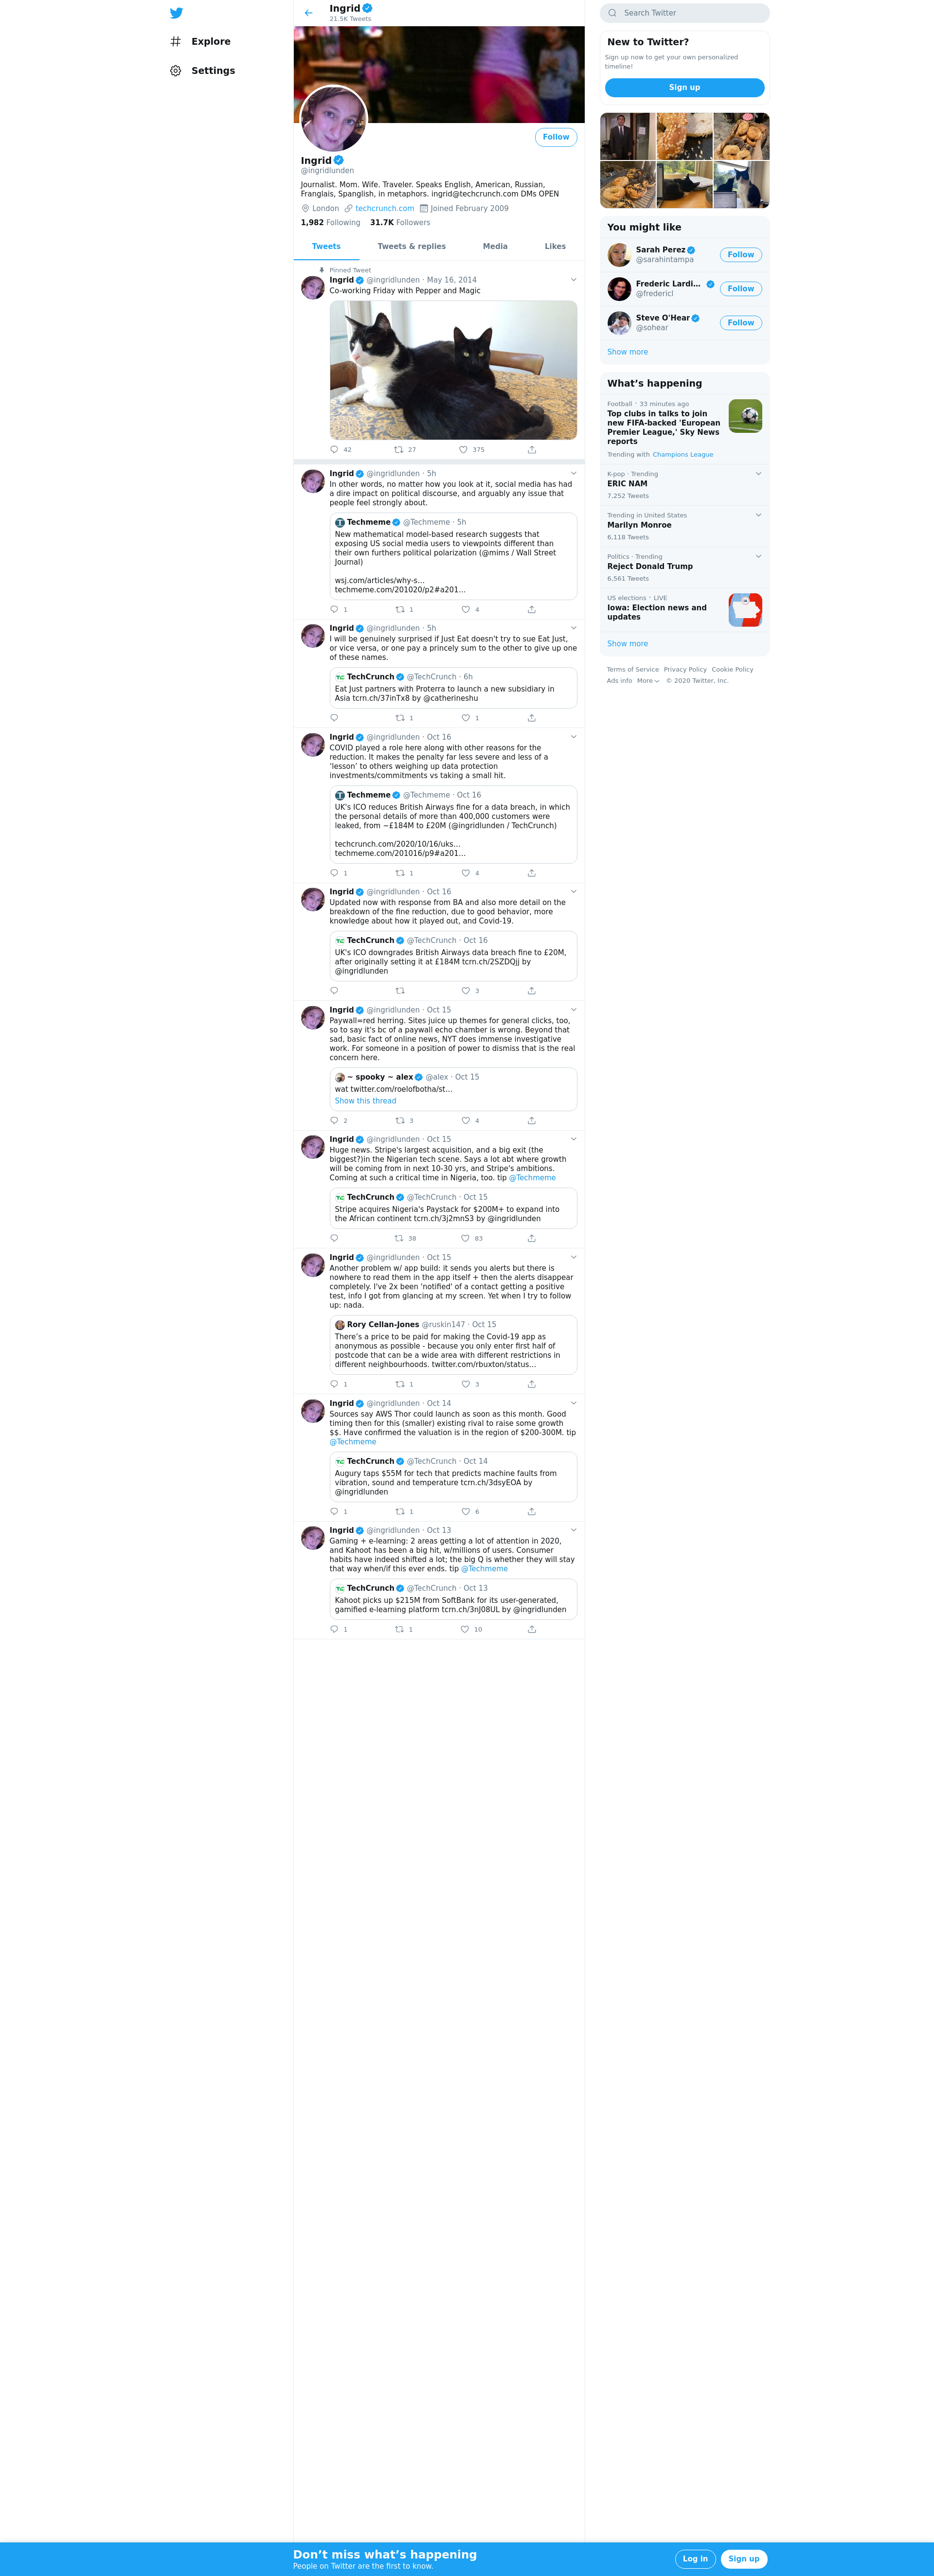 Explore
Settings
Ingrid
21.5K Tweets
Follow
Ingrid
@ingridlunden
Journalist. Mom. Wife. Traveler. Speaks English, American, Russian,
Franglais, Spanglish, in metaphors. ingrid@techcrunch.com DMs OPEN
London techcrunch.com Joined February 2009
1,982 Following 31.7K Followers
Tweets Tweets & replies Media Likes
Pinned Tweet
Ingrid @ingridlunden · May 16, 2014
Co-working Friday with Pepper and Magic
42 27 375
Ingrid @ingridlunden · 5h
In other words, no matter how you look at it, social media has had
a dire impact on political discourse, and arguably any issue that
people feel strongly about.
Techmeme @Techmeme · 5h
New mathematical model-based research suggests that
exposing US social media users to viewpoints different than
their own furthers political polarization (@mims / Wall Street
Journal)
wsj.com/articles/why-s…
techmeme.com/201020/p2#a201…
1 1 4
Ingrid @ingridlunden · 5h
I will be genuinely surprised if Just Eat doesn't try to sue Eat Just,
or vice versa, or one pay a princely sum to the other to give up one
of these names.
TechCrunch @TechCrunch · 6h
Eat Just partners with Proterra to launch a new subsidiary in
Asia tcrn.ch/37inTx8 by @catherineshu
1 1
Ingrid @ingridlunden · Oct 16
COVID played a role here along with other reasons for the
reduction. It makes the penalty far less severe and less of a
‘lesson’ to others weighing up data protection
investments/commitments vs taking a small hit.
Techmeme @Techmeme · Oct 16
UK's ICO reduces British Airways fine for a data breach, in which
the personal details of more than 400,000 customers were
leaked, from ~£184M to £20M (@ingridlunden / TechCrunch)
techcrunch.com/2020/10/16/uks…
techmeme.com/201016/p9#a201…
1 1 4
Ingrid @ingridlunden · Oct 16
Updated now with response from BA and also more detail on the
breakdown of the fine reduction, due to good behavior, more
knowledge about how it played out, and Covid-19.
TechCrunch @TechCrunch · Oct 16
UK's ICO downgrades British Airways data breach fine to £20M,
after originally setting it at £184M tcrn.ch/2SZDQJj by
@ingridlunden
3
Ingrid @ingridlunden · Oct 15
Paywall=red herring. Sites juice up themes for general clicks, too,
so to say it's bc of a paywall echo chamber is wrong. Beyond that
sad, basic fact of online news, NYT does immense investigative
work. For someone in a position of power to dismiss that is the real
concern here.
~ spooky ~ alex @alex · Oct 15
wat twitter.com/roelofbotha/st…
Show this thread
2 3 4
Ingrid @ingridlunden · Oct 15
Huge news. Stripe's largest acquisition, and a big exit (the
biggest?)in the Nigerian tech scene. Says a lot abt where growth
will be coming from in next 10-30 yrs, and Stripe's ambitions.
Coming at such a critical time in Nigeria, too. tip @Techmeme
TechCrunch @TechCrunch · Oct 15
Stripe acquires Nigeria's Paystack for $200M+ to expand into
the African continent tcrn.ch/3j2mnS3 by @ingridlunden
38 83
Ingrid @ingridlunden · Oct 15
Another problem w/ app build: it sends you alerts but there is
nowhere to read them in the app itself + then the alerts disappear
completely. I've 2x been 'notified' of a contact getting a positive
test, info I got from glancing at my screen. Yet when I try to follow
up: nada.
Rory Cellan-Jones @ruskin147 · Oct 15
There’s a price to be paid for making the Covid-19 app as
anonymous as possible - because you only enter first half of
postcode that can be a wide area with different restrictions in
different neighbourhoods. twitter.com/rbuxton/status…
1 1 3
Ingrid @ingridlunden · Oct 14
Sources say AWS Thor could launch as soon as this month. Good
timing then for this (smaller) existing rival to raise some growth
$$. Have confirmed the valuation is in the region of $200-300M. tip
@Techmeme
TechCrunch @TechCrunch · Oct 14
Augury taps $55M for tech that predicts machine faults from
vibration, sound and temperature tcrn.ch/3dsyEOA by
@ingridlunden
1 1 6
Ingrid @ingridlunden · Oct 13
Gaming + e-learning: 2 areas getting a lot of attention in 2020,
and Kahoot has been a big hit, w/millions of users. Consumer
habits have indeed shifted a lot; the big Q is whether they will stay
that way when/if this ever ends. tip @Techmeme
TechCrunch @TechCrunch · Oct 13
Kahoot picks up $215M from SoftBank for its user-generated,
gamified e-learning platform tcrn.ch/3nJ08UL by @ingridlunden
1 1 10
Search Twitter
New to Twitter?
Sign up now to get your own personalized
timeline!
Sign up
You might like
Sarah Perez
@sarahintampa
Follow
Frederic Lardi…
@fredericl
Follow
Steve O'Hear
@sohear
Follow
Show more
What’s happening
Football · 33 minutes ago
Top clubs in talks to join
new FIFA-backed 'European
Premier League,' Sky News
reports
Trending with Champions League
K-pop · Trending
ERIC NAM
7,252 Tweets
Trending in United States
Marilyn Monroe
6,118 Tweets
Politics · Trending
Reject Donald Trump
6,561 Tweets
US elections · LIVE
Iowa: Election news and
updates
Show more
Terms of Service Privacy Policy Cookie Policy
Ads info More © 2020 Twitter, Inc.
Don’t miss what’s happening
People on Twitter are the first to know.
Log in
Sign up